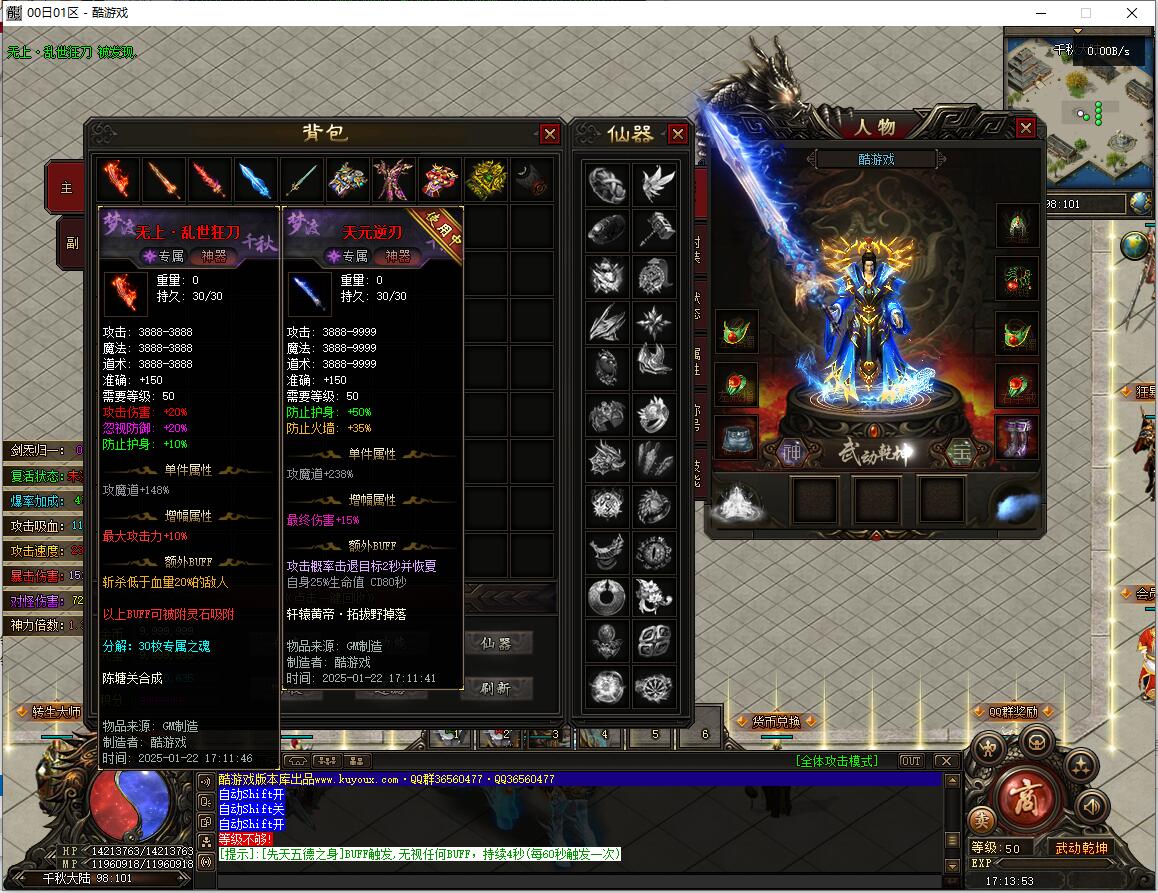 00日01区 - 酷游戏
无上·乱世狂刀 被发现.
千秋大
0.00B/s
98:101
背包
仙器
人物
酷游戏
主
副
梦淡 千秋
无上·乱世狂刀
专属 神器
重量: 0
持久: 30/30
攻击: 3888-3888
魔法: 3888-3888
道术: 3888-3888
准确: +150
需要等级: 50
攻击伤害: +20%
忽视防御: +20%
防止护身: +10%
单件属性
攻魔道+148%
增幅属性
最大攻击力+10%
额外BUFF
斩杀低于血量20%的敌人
以上BUFF可被附灵石吸附
分解: 30枚专属之魂
陈塘关合成
物品来源: GM制造
制造者: 酷游戏
时间: 2025-01-22 17:11:46
使用中
天元逆刃
专属 神器
重量: 0
持久: 30/30
攻击: 3888-9999
魔法: 3888-9999
道术: 3888-9999
准确: +150
需要等级: 50
防止护身: +50%
防止火墙: +35%
单件属性
攻魔道+238%
增幅属性
最终伤害+15%
额外BUFF
攻击概率击退目标2秒并恢复
自身25%生命值 CD80秒
轩辕黄帝·拓拔野掉落
物品来源: GM制造
制造者: 酷游戏
时间: 2025-01-22 17:11:41
仙器
刷新
神
武动乾坤
宝
剑炁归一:
复活状态:
爆率加成:
攻击吸血:
攻击速度:
暴击伤害:
对怪伤害:
神力倍数:
转生大师
货币兑换
QQ群奖励
1 2 3 4 5 6
[全体攻击模式] OUT
酷游戏版本库出品www.kuyoux.com·QQ群36560477·QQ36560477
自动Shift开
自动Shift关
自动Shift开
等级不够!
[提示]:[先天五德之身]BUFF触发,无视任何BUFF，持续4秒(每60秒触发一次)
HP 14213763/14213763
MP 11960918/11960918
千秋大陆 98:101
商
卖
等级: 50
武动乾坤
EXP
17:13:53